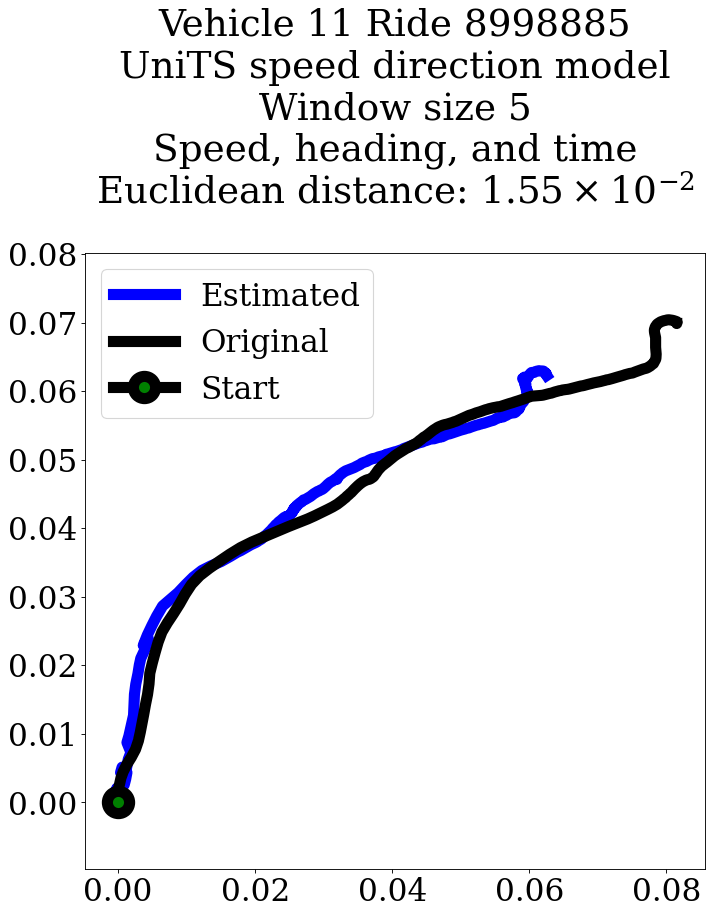 Vehicle 11 Ride 8998885
UniTS speed direction model
Window size 5
Speed, heading, and time
Euclidean distance: 1.55 × 10⁻²
Estimated
Original
Start
0.08
0.07
0.06
0.05
0.04
0.03
0.02
0.01
0.00
0.00 0.02 0.04 0.06 0.08